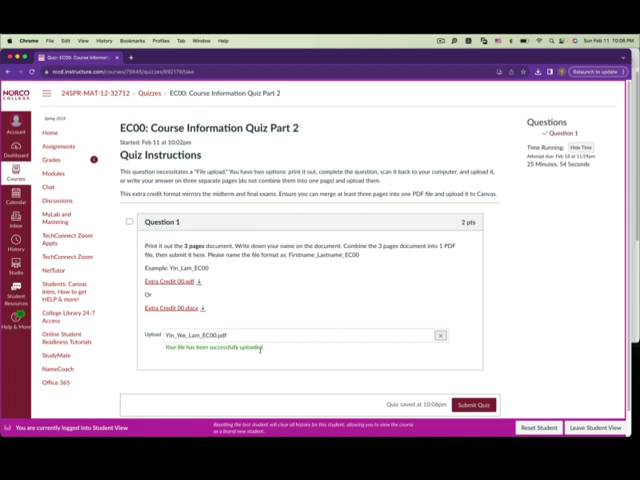 Chrome File Edit View History Bookmarks Profiles Tab Window Help Sun Feb 11 10:06 PM
Quiz: EC00: Course Informat
nrccd.instructure.com/courses/75645/quizzes/692179/take Relaunch to update
NORCO COLLEGE
24SPR-MAT-12-32712 › Quizzes › EC00: Course Information Quiz Part 2
Account
Dashboard
Courses
Calendar
Inbox
History
Studio
Student Resources
Help & More
Spring 2024
Home
Assignments
Grades
Modules
Chat
Discussions
MyLab and Mastering
TechConnect Zoom Appts
TechConnect Zoom
NetTutor
Students: Canvas Intro, How to get HELP & more!
College Library 24-7 Access
Online Student Readiness Tutorials
StudyMate
NameCoach
Office 365
EC00: Course Information Quiz Part 2
Started: Feb 11 at 10:02pm
Quiz Instructions
This question necessitates a "File upload." You have two options: print it out, complete the question, scan it back to your computer, and upload it,
or write your answer on three separate pages (do not combine them into one page) and upload them.
This extra credit format mirrors the midterm and final exams. Ensure you can merge at least three pages into one PDF file and upload it to Canvas.
Question 1 2 pts
Print it out the 3 pages document. Write down your name on the document. Combine the 3 pages document into 1 PDF
file, then submit it here. Please name the file format as: Firstname_Lastname_EC00
Example: Yin_Lam_EC00
Extra Credit 00.pdf
Or
Extra Credit 00.docx
Upload Yin_Yee_Lam_EC00.pdf
Your file has been successfully uploaded.
Quiz saved at 10:06pm Submit Quiz
Questions
Question 1
Time Running: Hide Time
Attempt due: Feb 18 at 11:59pm
25 Minutes, 54 Seconds
You are currently logged into Student View
Resetting the test student will clear all history for this student, allowing you to view the course
as a brand new student.
Reset Student Leave Student View